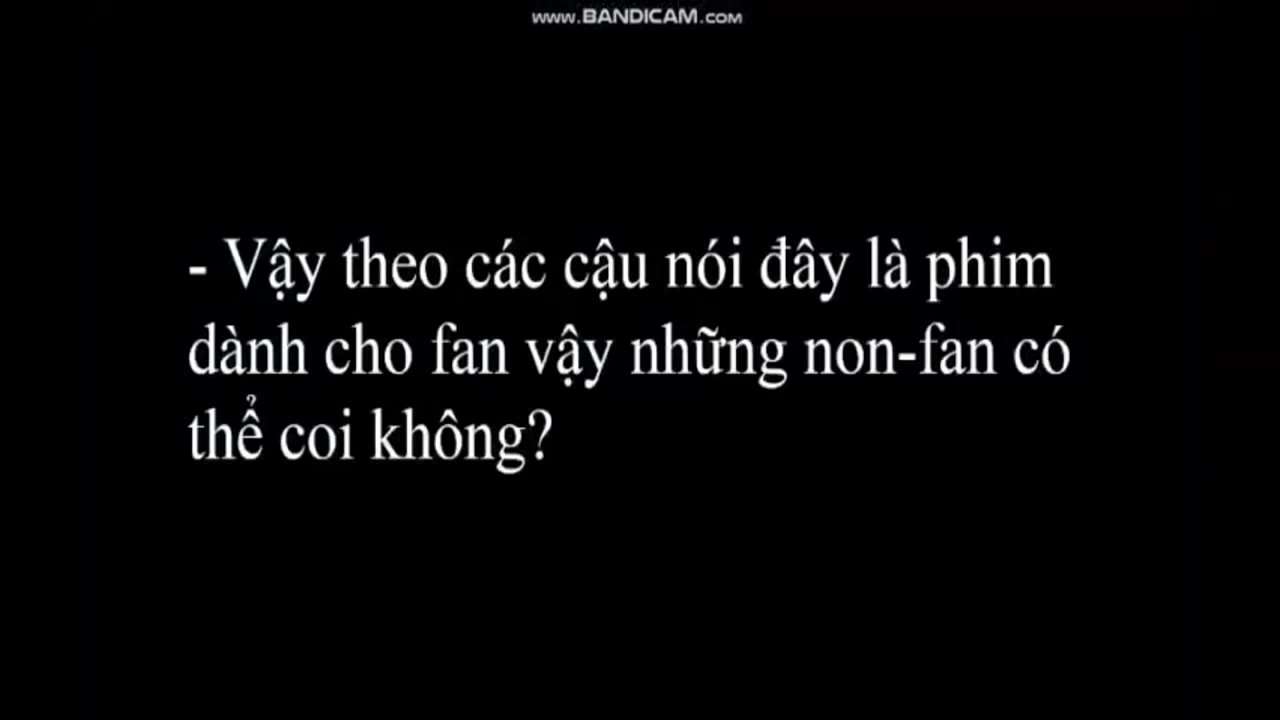 www.BANDICAM.com
- Vậy theo các cậu nói đây là phim
dành cho fan vậy những non-fan có
thể coi không?